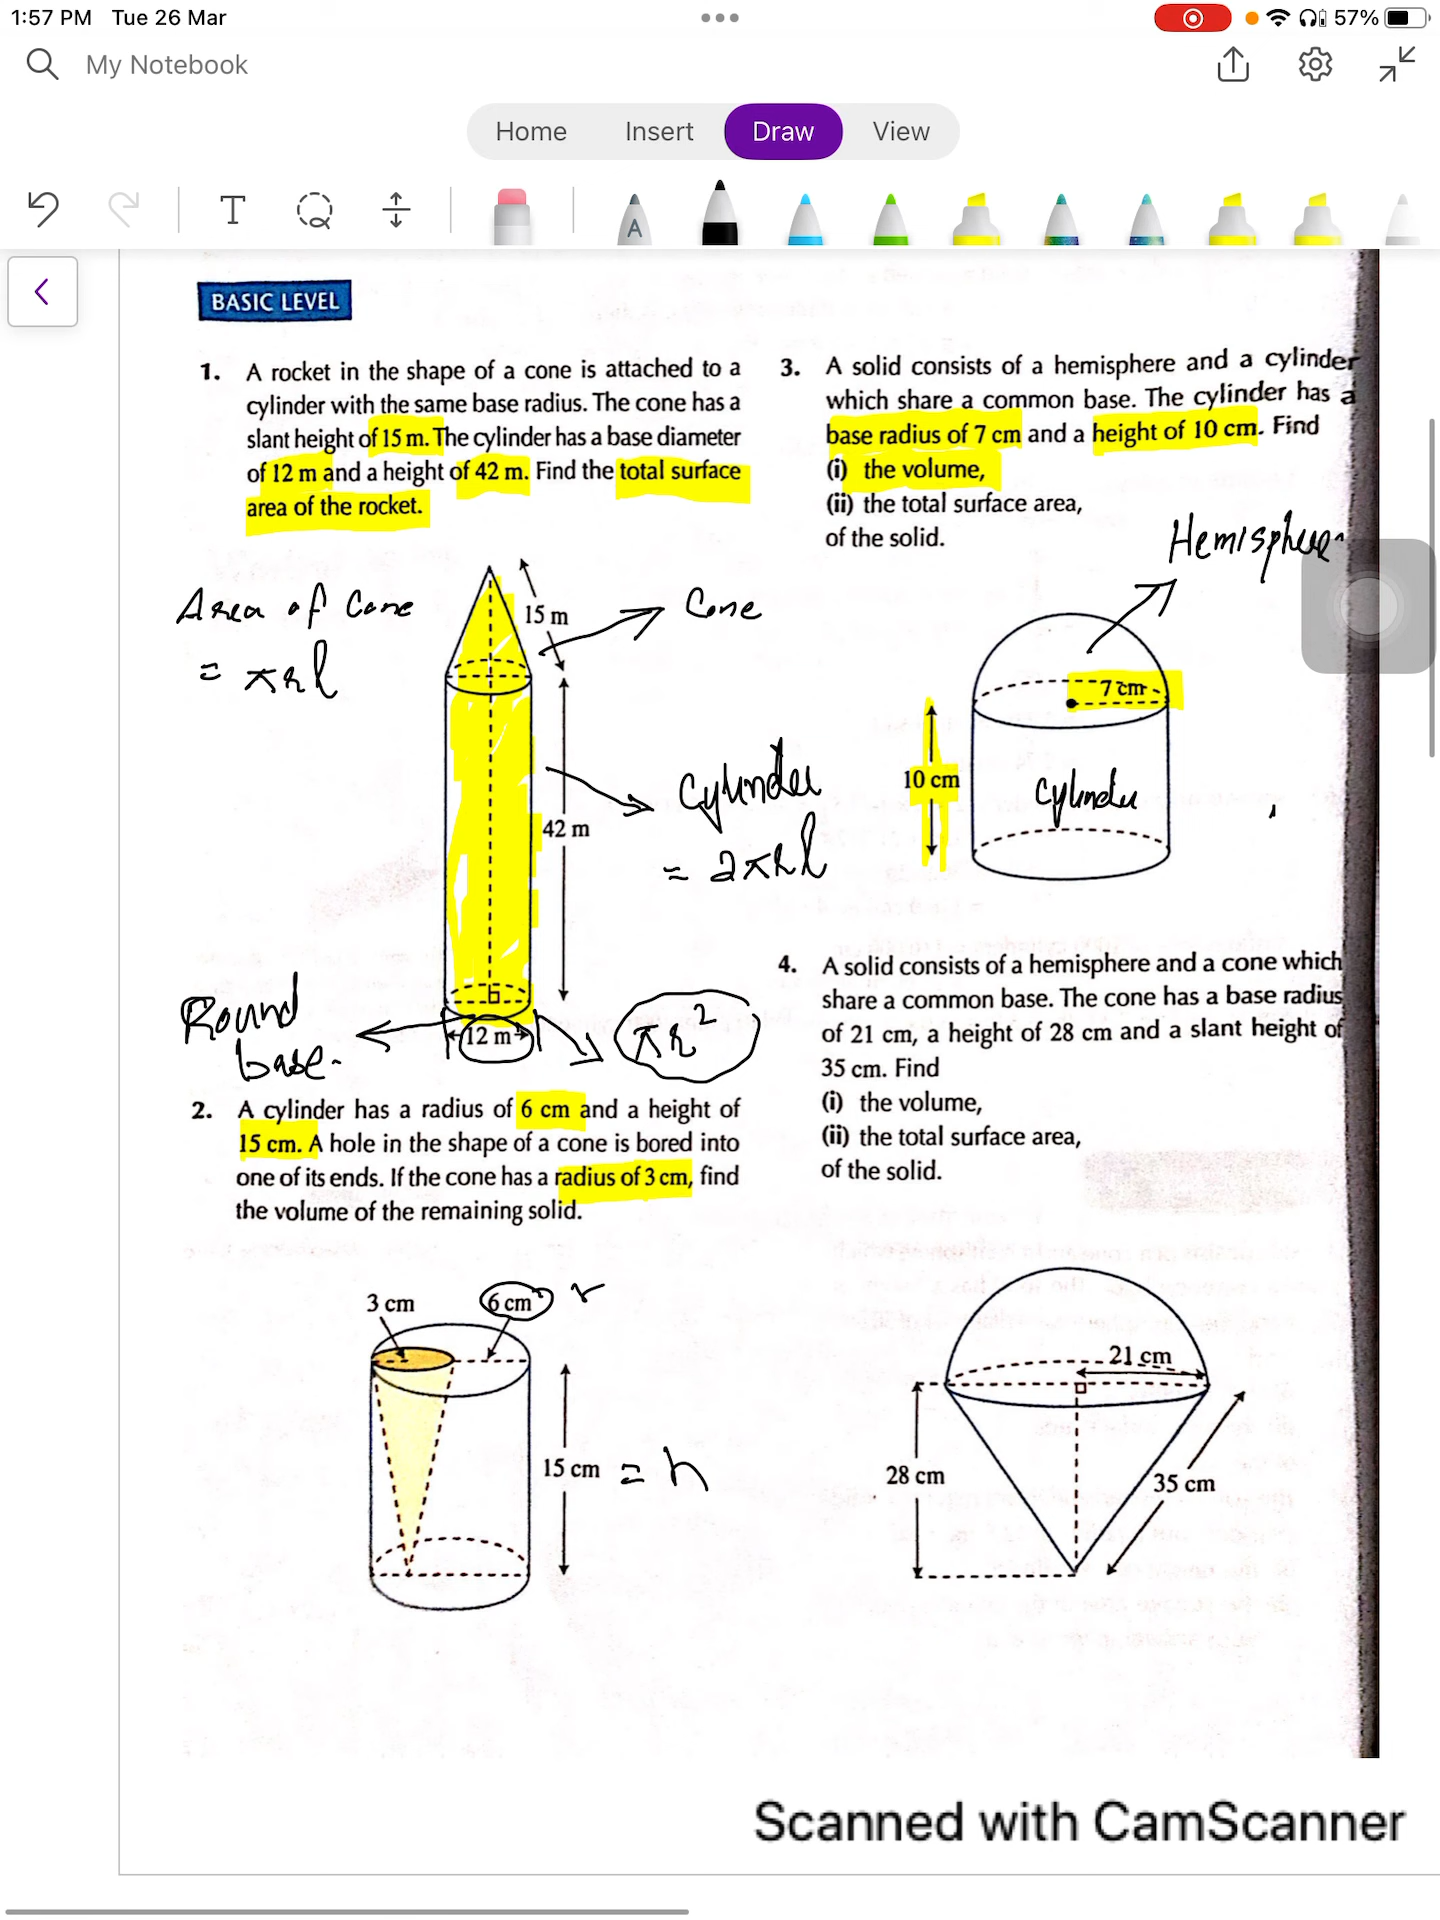 1:57 PM Tue 26 Mar
57%
My Notebook
Home Insert Draw View
T
A
BASIC LEVEL
1. A rocket in the shape of a cone is attached to a
cylinder with the same base radius. The cone has a
slant height of 15 m. The cylinder has a base diameter
of 12 m and a height of 42 m. Find the total surface
area of the rocket.
Area of Cone
= πrl
15 m
Cone
42 m
Cylinder
= 2πrl
Round
base
12 m
πr²
2. A cylinder has a radius of 6 cm and a height of
15 cm. A hole in the shape of a cone is bored into
one of its ends. If the cone has a radius of 3 cm, find
the volume of the remaining solid.
3 cm
6 cm r
15 cm = h
3. A solid consists of a hemisphere and a cylinder
which share a common base. The cylinder has a
base radius of 7 cm and a height of 10 cm. Find
(i) the volume,
(ii) the total surface area,
of the solid.
Hemisphere
7 cm
10 cm
Cylinder
4. A solid consists of a hemisphere and a cone which
share a common base. The cone has a base radius
of 21 cm, a height of 28 cm and a slant height of
35 cm. Find
(i) the volume,
(ii) the total surface area,
of the solid.
21 cm
28 cm
35 cm
Scanned with CamScanner